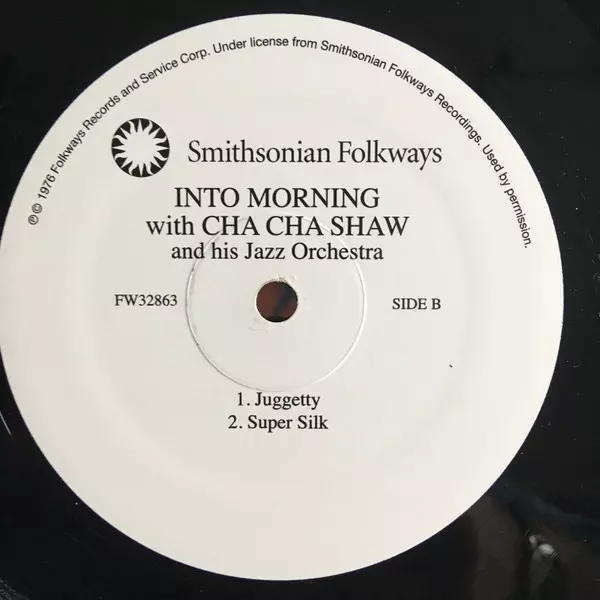 ℗© 1976 Folkways Records and Service Corp. Under license from Smithsonian Folkways Recordings. Used by permission.
Smithsonian Folkways
INTO MORNING
with CHA CHA SHAW
and his Jazz Orchestra
FW32863
SIDE B
1. Juggetty
2. Super Silk